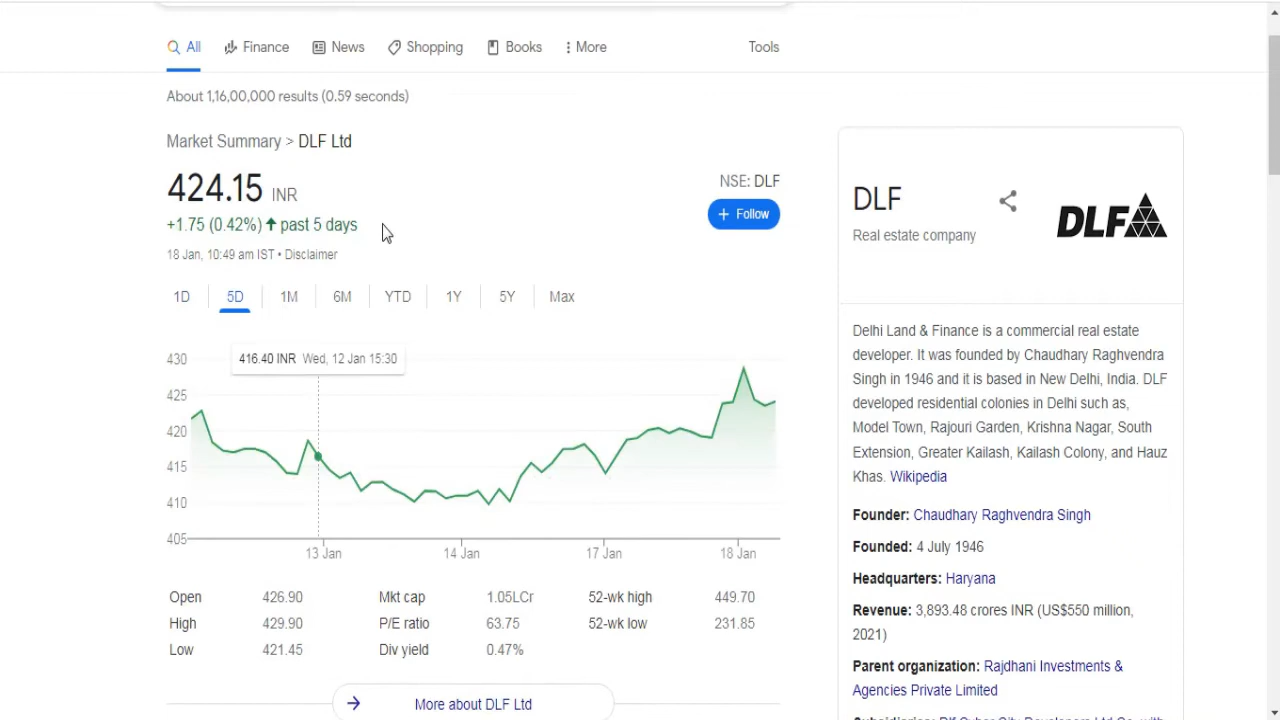 All
Finance
News
Shopping
Books
More
Tools
About 1,16,00,000 results (0.59 seconds)
Market Summary > DLF Ltd
424.15 INR
+1.75 (0.42%) ↑ past 5 days
18 Jan, 10:49 am IST • Disclaimer
NSE: DLF
+ Follow
1D 5D 1M 6M YTD 1Y 5Y Max
416.40 INR Wed, 12 Jan 15:30
430
425
420
415
410
405
13 Jan 14 Jan 17 Jan 18 Jan
Open 426.90 Mkt cap 1.05LCr 52-wk high 449.70
High 429.90 P/E ratio 63.75 52-wk low 231.85
Low 421.45 Div yield 0.47%
More about DLF Ltd
DLF
Real estate company
DLF
Delhi Land & Finance is a commercial real estate
developer. It was founded by Chaudhary Raghvendra
Singh in 1946 and it is based in New Delhi, India. DLF
developed residential colonies in Delhi such as,
Model Town, Rajouri Garden, Krishna Nagar, South
Extension, Greater Kailash, Kailash Colony, and Hauz
Khas. Wikipedia
Founder: Chaudhary Raghvendra Singh
Founded: 4 July 1946
Headquarters: Haryana
Revenue: 3,893.48 crores INR (US$550 million,
2021)
Parent organization: Rajdhani Investments &
Agencies Private Limited